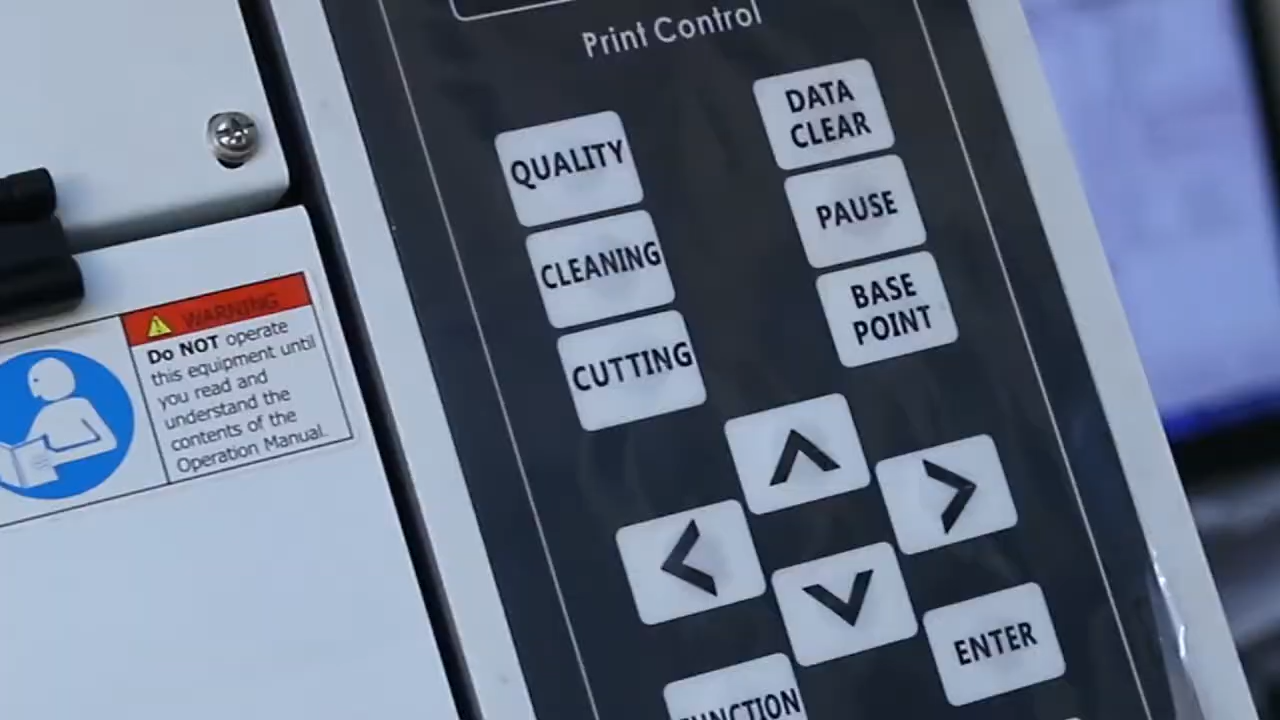 Print Control
QUALITY
DATA
CLEAR
CLEANING
PAUSE
CUTTING
BASE
POINT
ENTER
FUNCTION
WARNING
Do NOT operate
this equipment until
you read and
understand the
contents of the
Operation Manual.